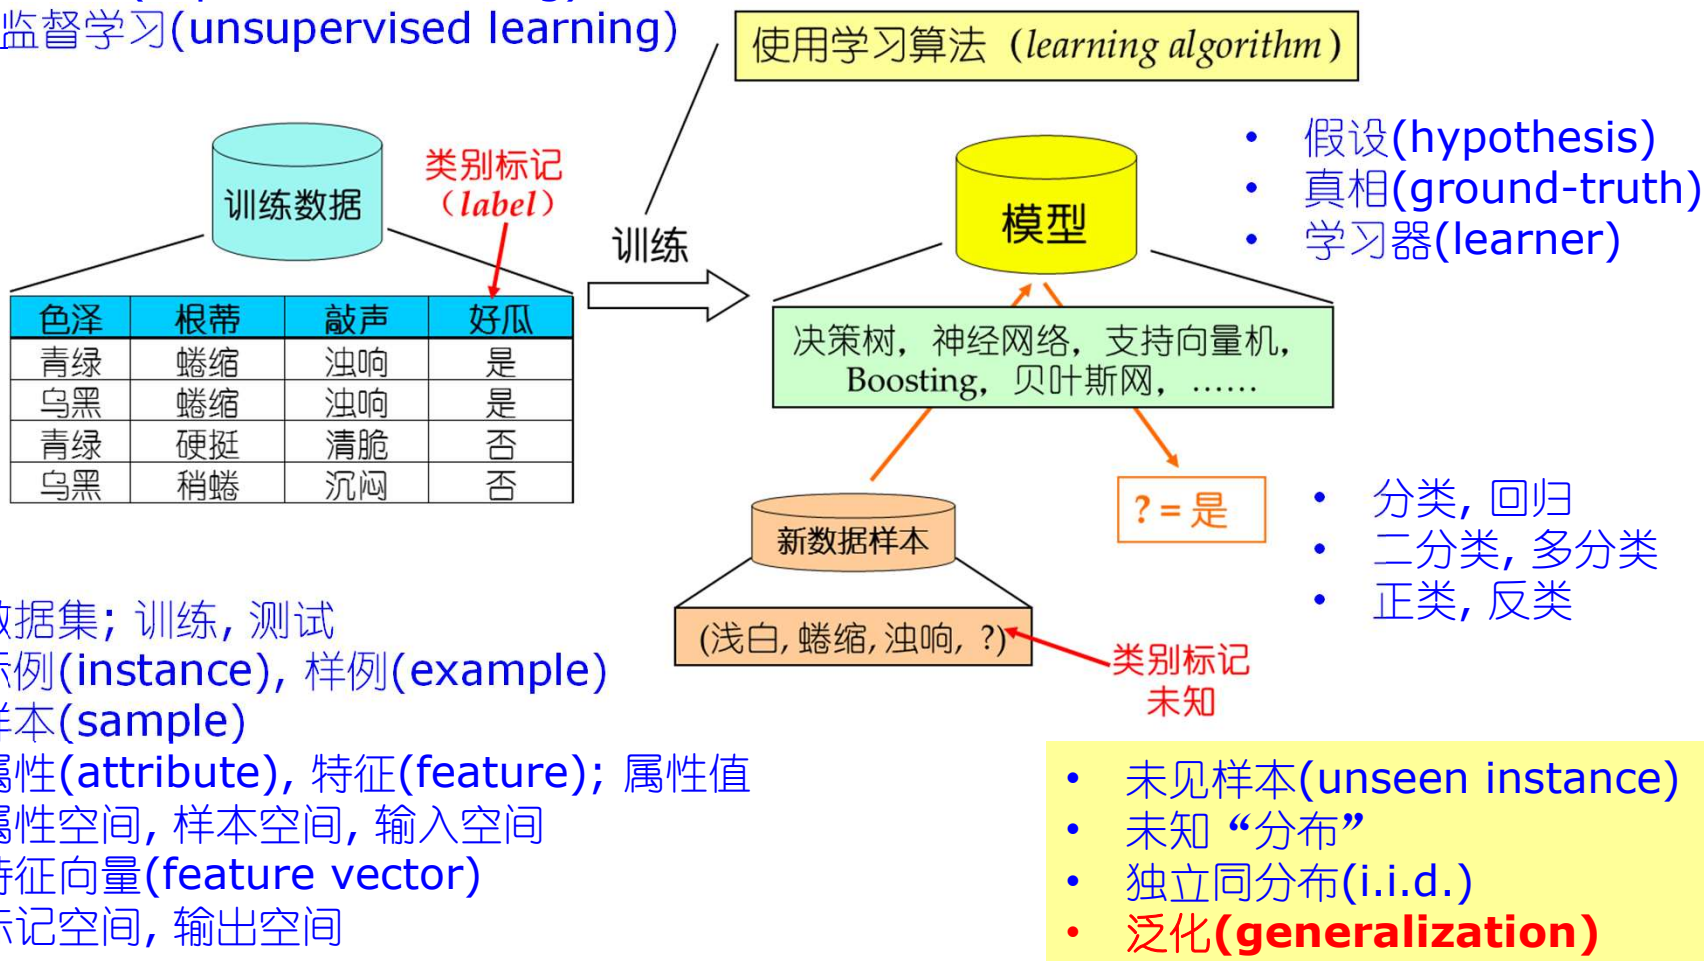 监督学习(unsupervised learning)
使用学习算法（learning algorithm）
训练数据
类别标记
（label）
训练
模型
• 假设(hypothesis)
• 真相(ground-truth)
• 学习器(learner)
色泽 根蒂 敲声 好瓜
青绿 蜷缩 浊响 是
乌黑 蜷缩 浊响 是
青绿 硬挺 清脆 否
乌黑 稍蜷 沉闷 否
决策树，神经网络，支持向量机，
Boosting，贝叶斯网，……
新数据样本
(浅白, 蜷缩, 浊响, ?)
? = 是
类别标记
未知
• 分类, 回归
• 二分类, 多分类
• 正类, 反类
据集; 训练, 测试
例(instance), 样例(example)
本(sample)
性(attribute), 特征(feature); 属性值
性空间, 样本空间, 输入空间
征向量(feature vector)
记空间, 输出空间
• 未见样本(unseen instance)
• 未知“分布”
• 独立同分布(i.i.d.)
• 泛化(generalization)